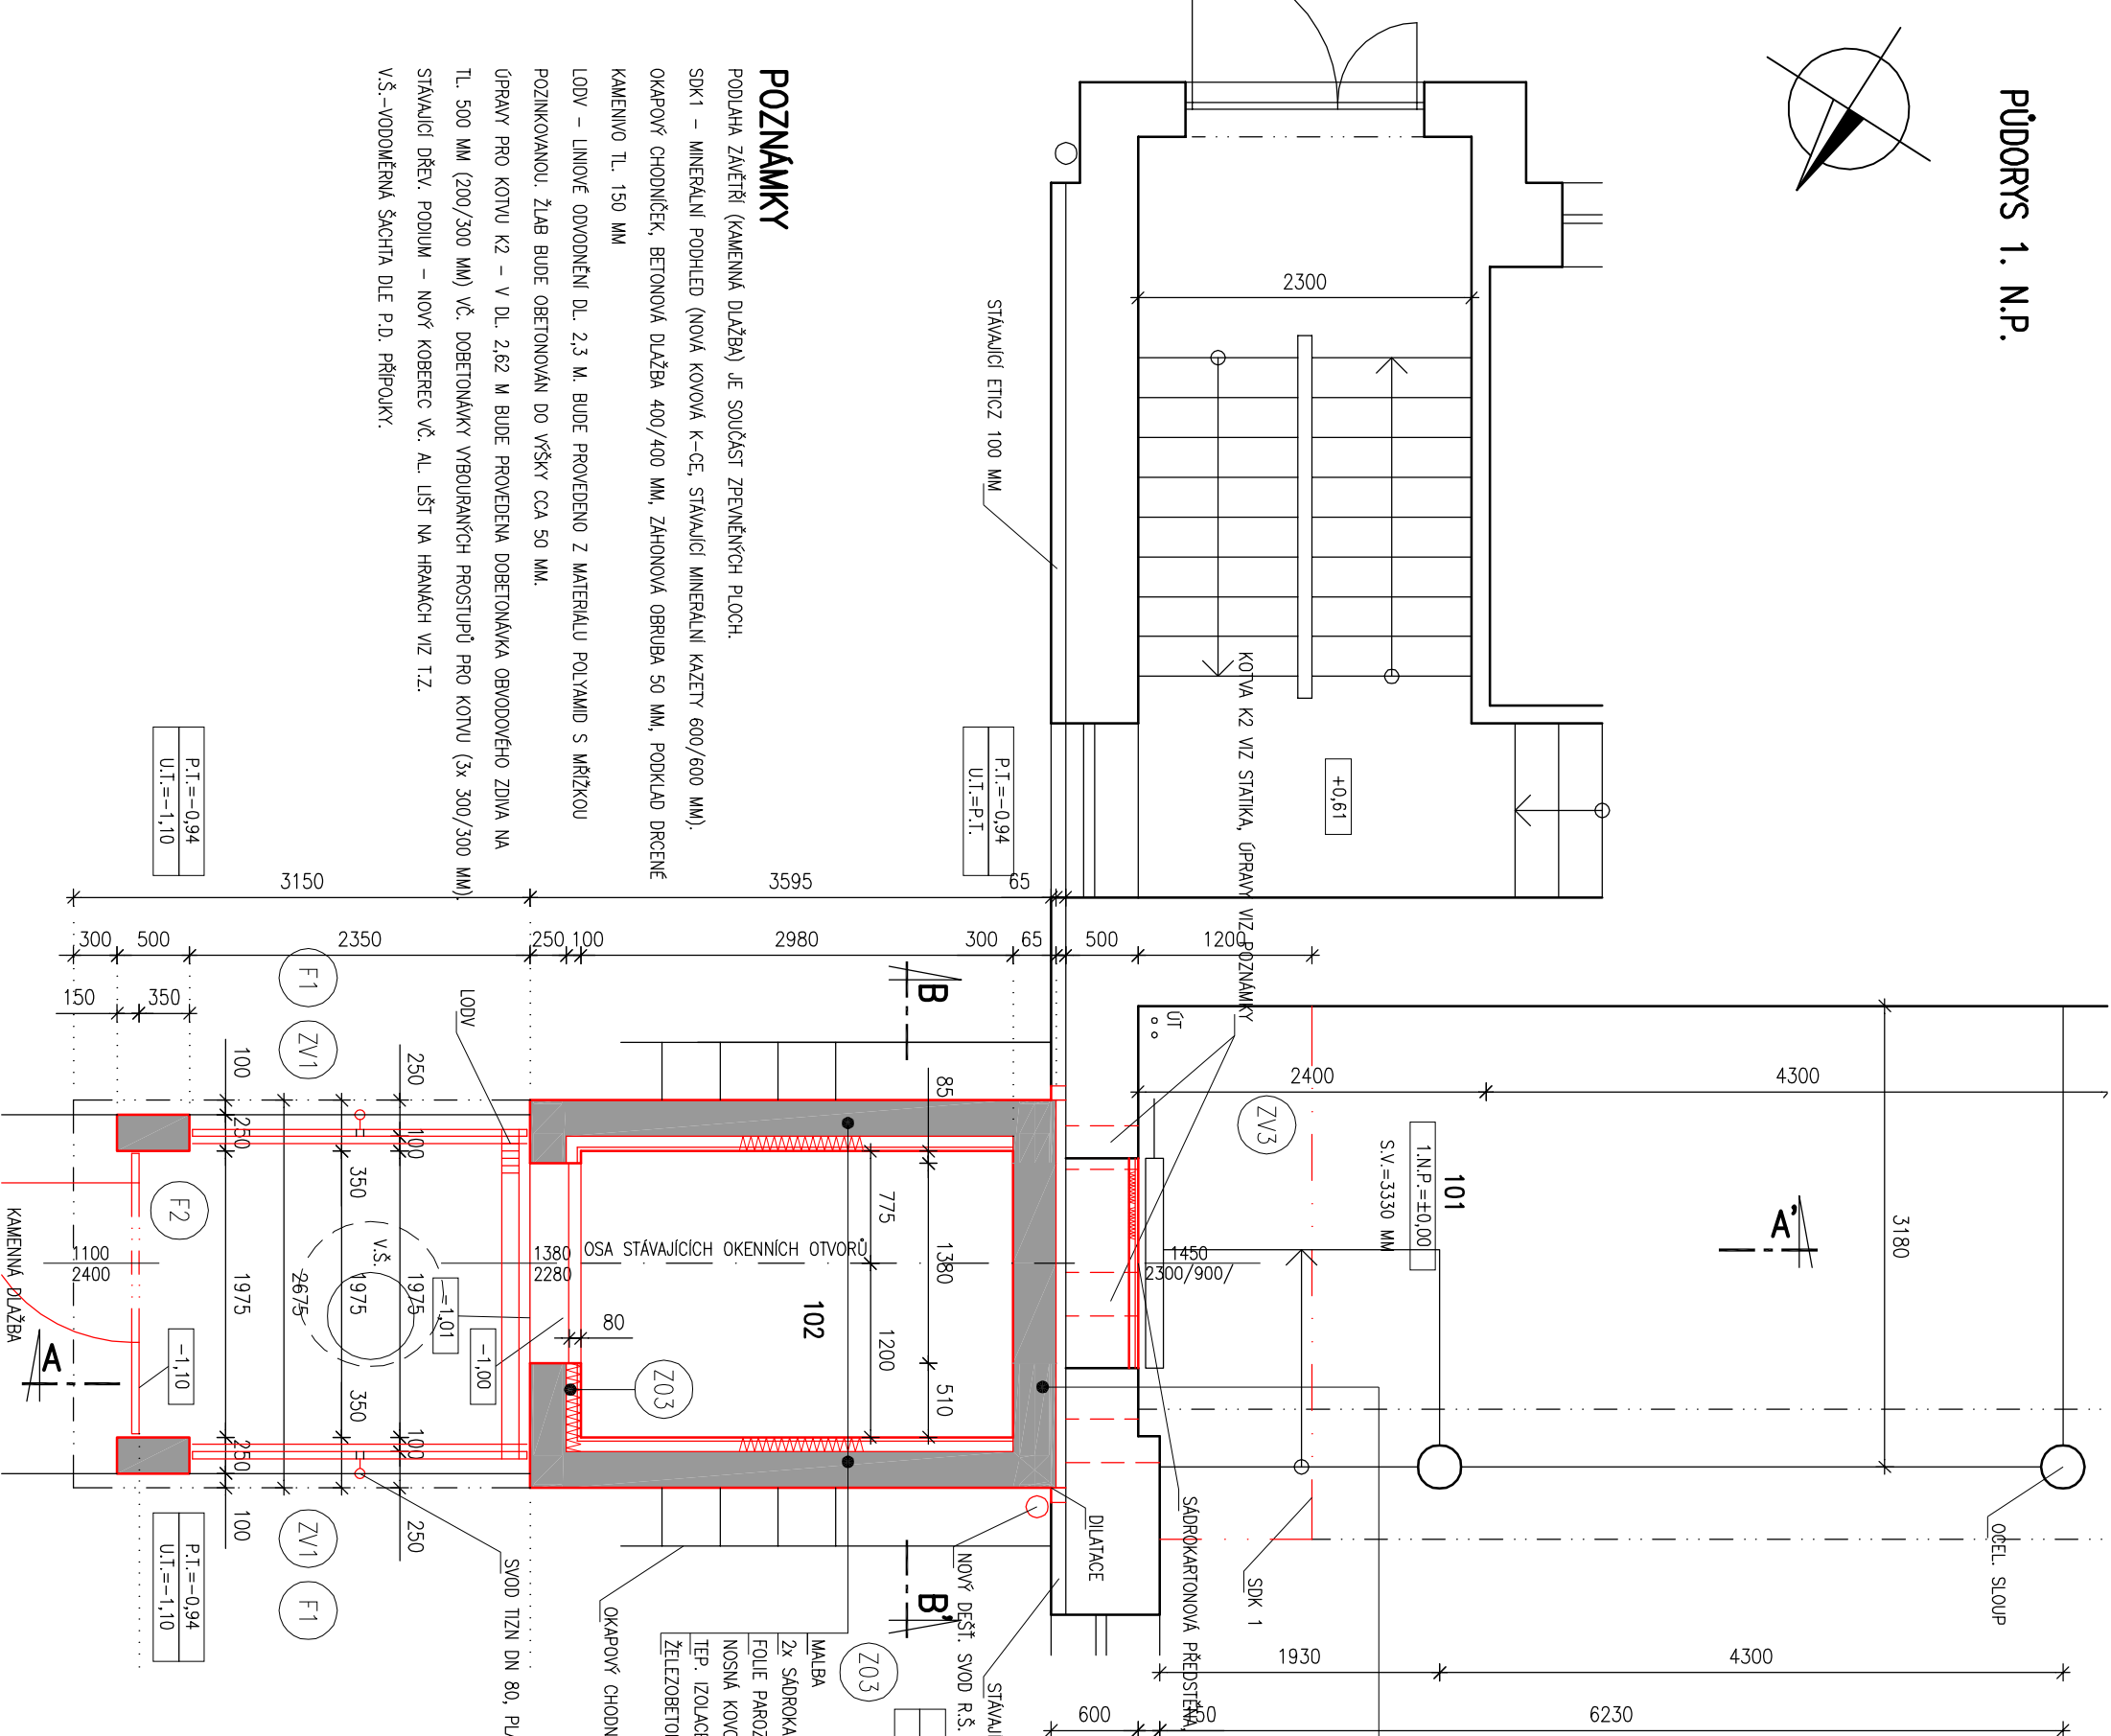 PŮDORYS 1. N.P.
POZNÁMKY
PODLAHA ZÁVĚTŘÍ (KAMENNÁ DLAŽBA) JE SOUČÁST ZPEVNĚNÝCH PLOCH.
SDK1 - MINERÁLNÍ PODHLED (NOVÁ KOVOVÁ K-CE, STÁVAJÍCÍ MINERÁLNÍ KAZETY 600/600 MM).
OKAPOVÝ CHODNÍČEK, BETONOVÁ DLAŽBA 400/400 MM, ZÁHONOVÁ OBRUBA 50 MM, PODKLAD DRCENÉ
KAMENIVO TL. 150 MM
LODV - LINIOVÉ ODVODNĚNÍ DL. 2,3 M. BUDE PROVEDENO Z MATERIÁLU POLYAMID S MŘÍŽKOU
POZINKOVANOU. ŽLAB BUDE OBETONOVÁN DO VÝŠKY CCA 50 MM.
ÚPRAVY PRO KOTVU K2 - V DL. 2,62 M BUDE PROVEDENA DOBETONÁVKA OBVODOVÉHO ZDIVA NA
TL. 500 MM (200/300 MM) VČ. DOBETONÁVKY VYBOURANÝCH PROSTUPŮ PRO KOTVU (3x 300/300 MM).
STÁVAJÍCÍ DŘEV. PODIUM - NOVÝ KOBEREC VČ. AL. LIŠT NA HRANÁCH VIZ T.Z.
V.Š.-VODOMĚRNÁ ŠACHTA DLE P.D. PŘÍPOJKY.
STÁVAJÍCÍ ETICZ 100 MM
2300
+0,61
KOTVA K2 VIZ STATIKA, ÚPRAVY VIZ POZNÁMKY
P.T.=-0,94
U.T.=P.T.
P.T.=-0,94
U.T.=-1,10
3150
3595
65
300
500
2350
250
100
2980
300
65
500
1200
150
350
F1
ZV1
LODV
B
ÚT
2400
4300
3180
ZV3
101
1.N.P.=±0,00
S.V.=3330 MM
A'
100
250
1975
250
100
2675
350
1975
350
250
100
1975
100
250
F2
V.Š.
-1,01
-1,00
-1,10
1100
2400
KAMENNÁ DLAŽBA
A
1380
2280
OSA STÁVAJÍCÍCH OKENNÍCH OTVORŮ
102
80
Z03
85
1380
510
775
1200
1450
2300/900/
SÁDROKARTONOVÁ PŘEDSTĚNA,
SDK 1
OCEL. SLOUP
DILATACE
NOVÝ DEŠŤ. SVOD R.Š.
B'
Z03
MALBA
2x SÁDROKA
FOLIE PAROZ
NOSNÁ KOVO
TEP. IZOLACE
ŽELEZOBETON
OKAPOVÝ CHODN
SVOD TIZN DN 80, PLA
ZV1
F1
P.T.=-0,94
U.T.=-1,10
STÁVAJÍ
1930
4300
600
6230